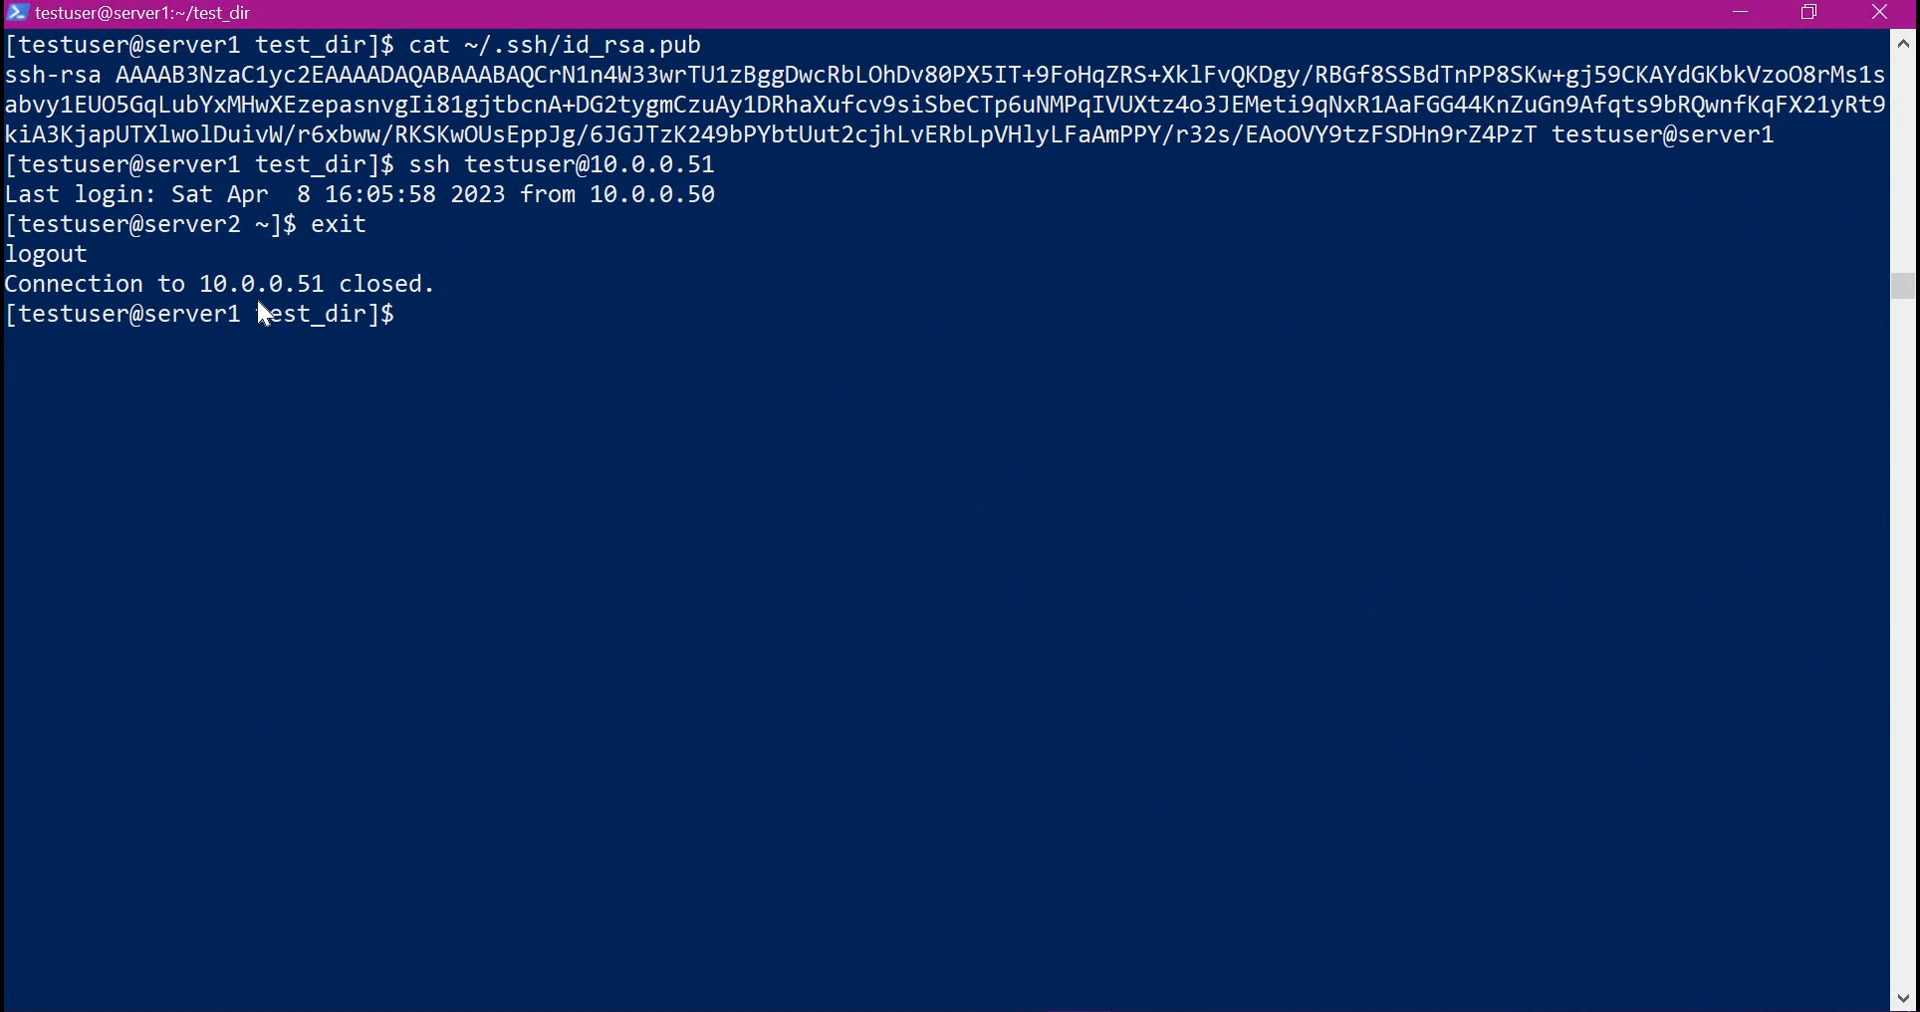 testuser@server1:~/test_dir
[testuser@server1 test_dir]$ cat ~/.ssh/id_rsa.pub
ssh-rsa AAAAB3NzaC1yc2EAAAADAQABAAABAQCrN1n4W33wrTU1zBggDwcRbLOhDv80PX5IT+9FoHqZRS+XklFvQKDgy/RBGf8SSBdTnPP8SKw+gj59CKAYdGKbkVzoO8rMs1s
abvy1EUO5GqLubYxMHwXEzepasnvgIi81gjtbcnA+DG2tygmCzuAy1DRhaXufcv9siSbeCTp6uNMPqIVUXtz4o3JEMeti9qNxR1AaFGG44KnZuGn9Afqts9bRQwnfKqFX21yRt9
kiA3KjapUTXlwolDuivW/r6xbww/RKSKwOUsEppJg/6JGJTzK249bPYbtUut2cjhLvERbLpVHlyLFaAmPPY/r32s/EAoOVY9tzFSDHn9rZ4PzT testuser@server1
[testuser@server1 test_dir]$ ssh testuser@10.0.0.51
Last login: Sat Apr  8 16:05:58 2023 from 10.0.0.50
[testuser@server2 ~]$ exit
logout
Connection to 10.0.0.51 closed.
[testuser@server1 test_dir]$